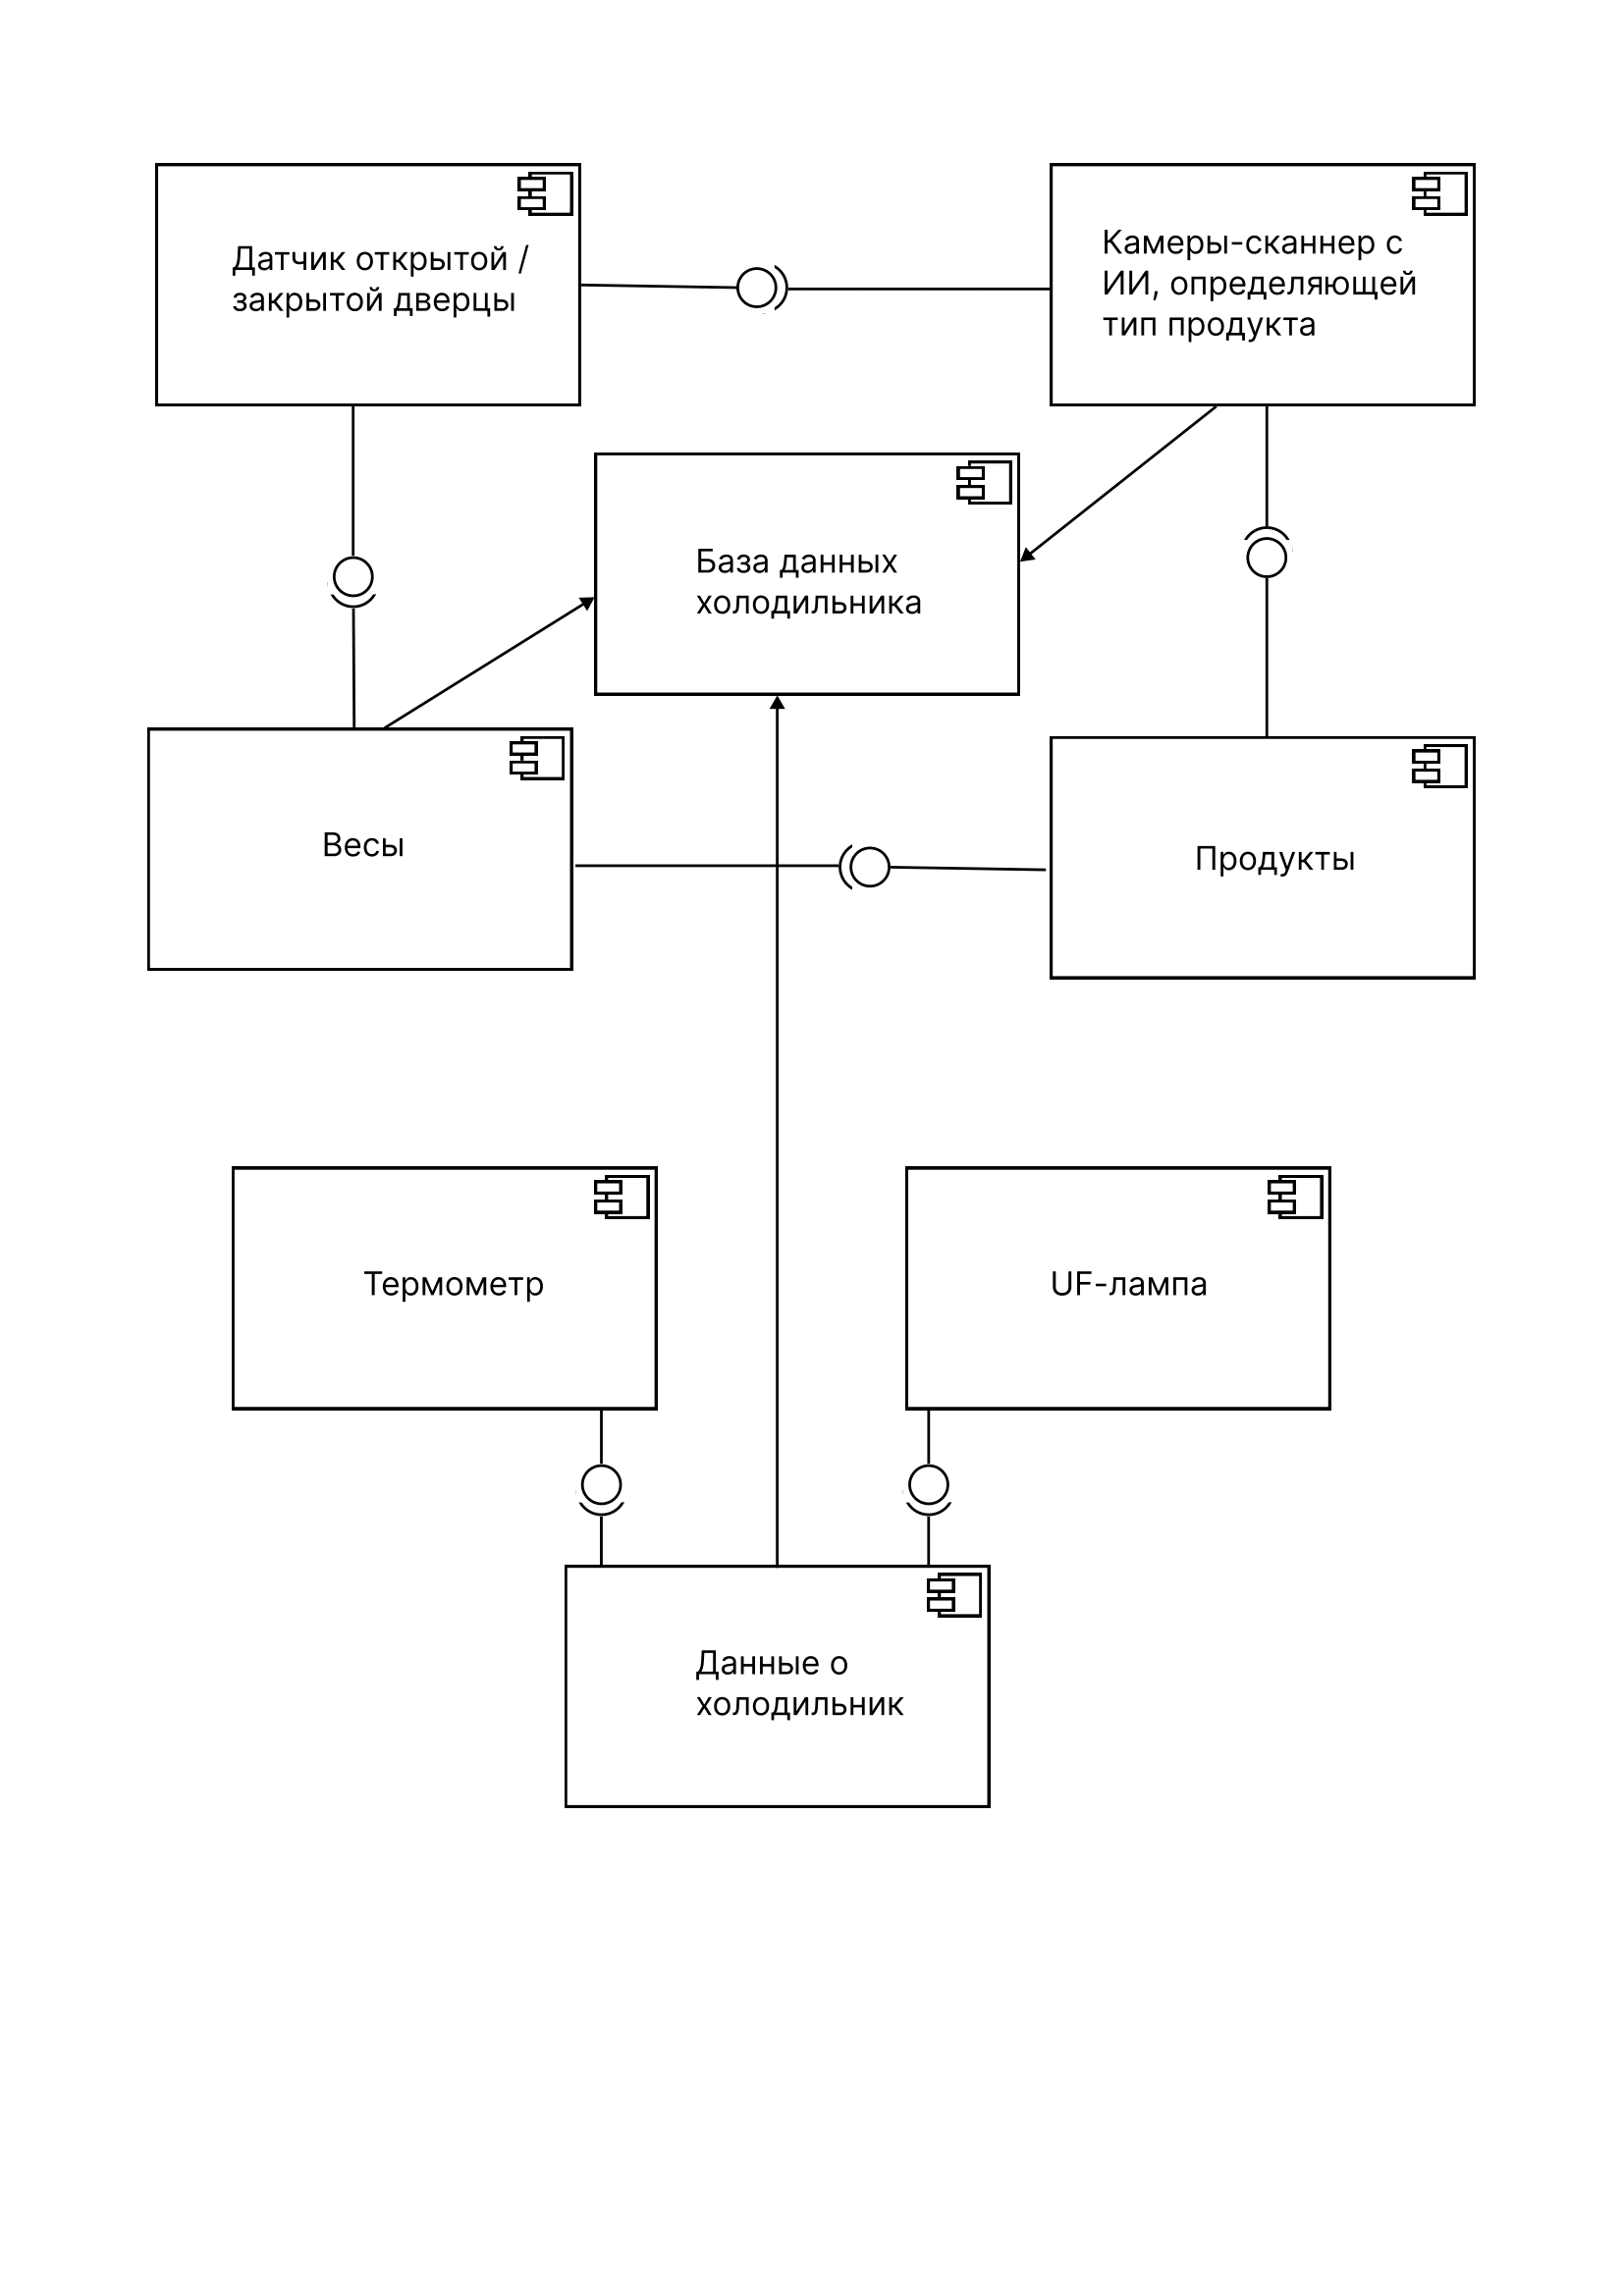 Датчик открытой /
закрытой дверцы
Камеры-сканнер с
ИИ, определяющей
тип продукта
База данных
холодильника
Весы
Продукты
Термометр
UF-лампа
Данные о
холодильник